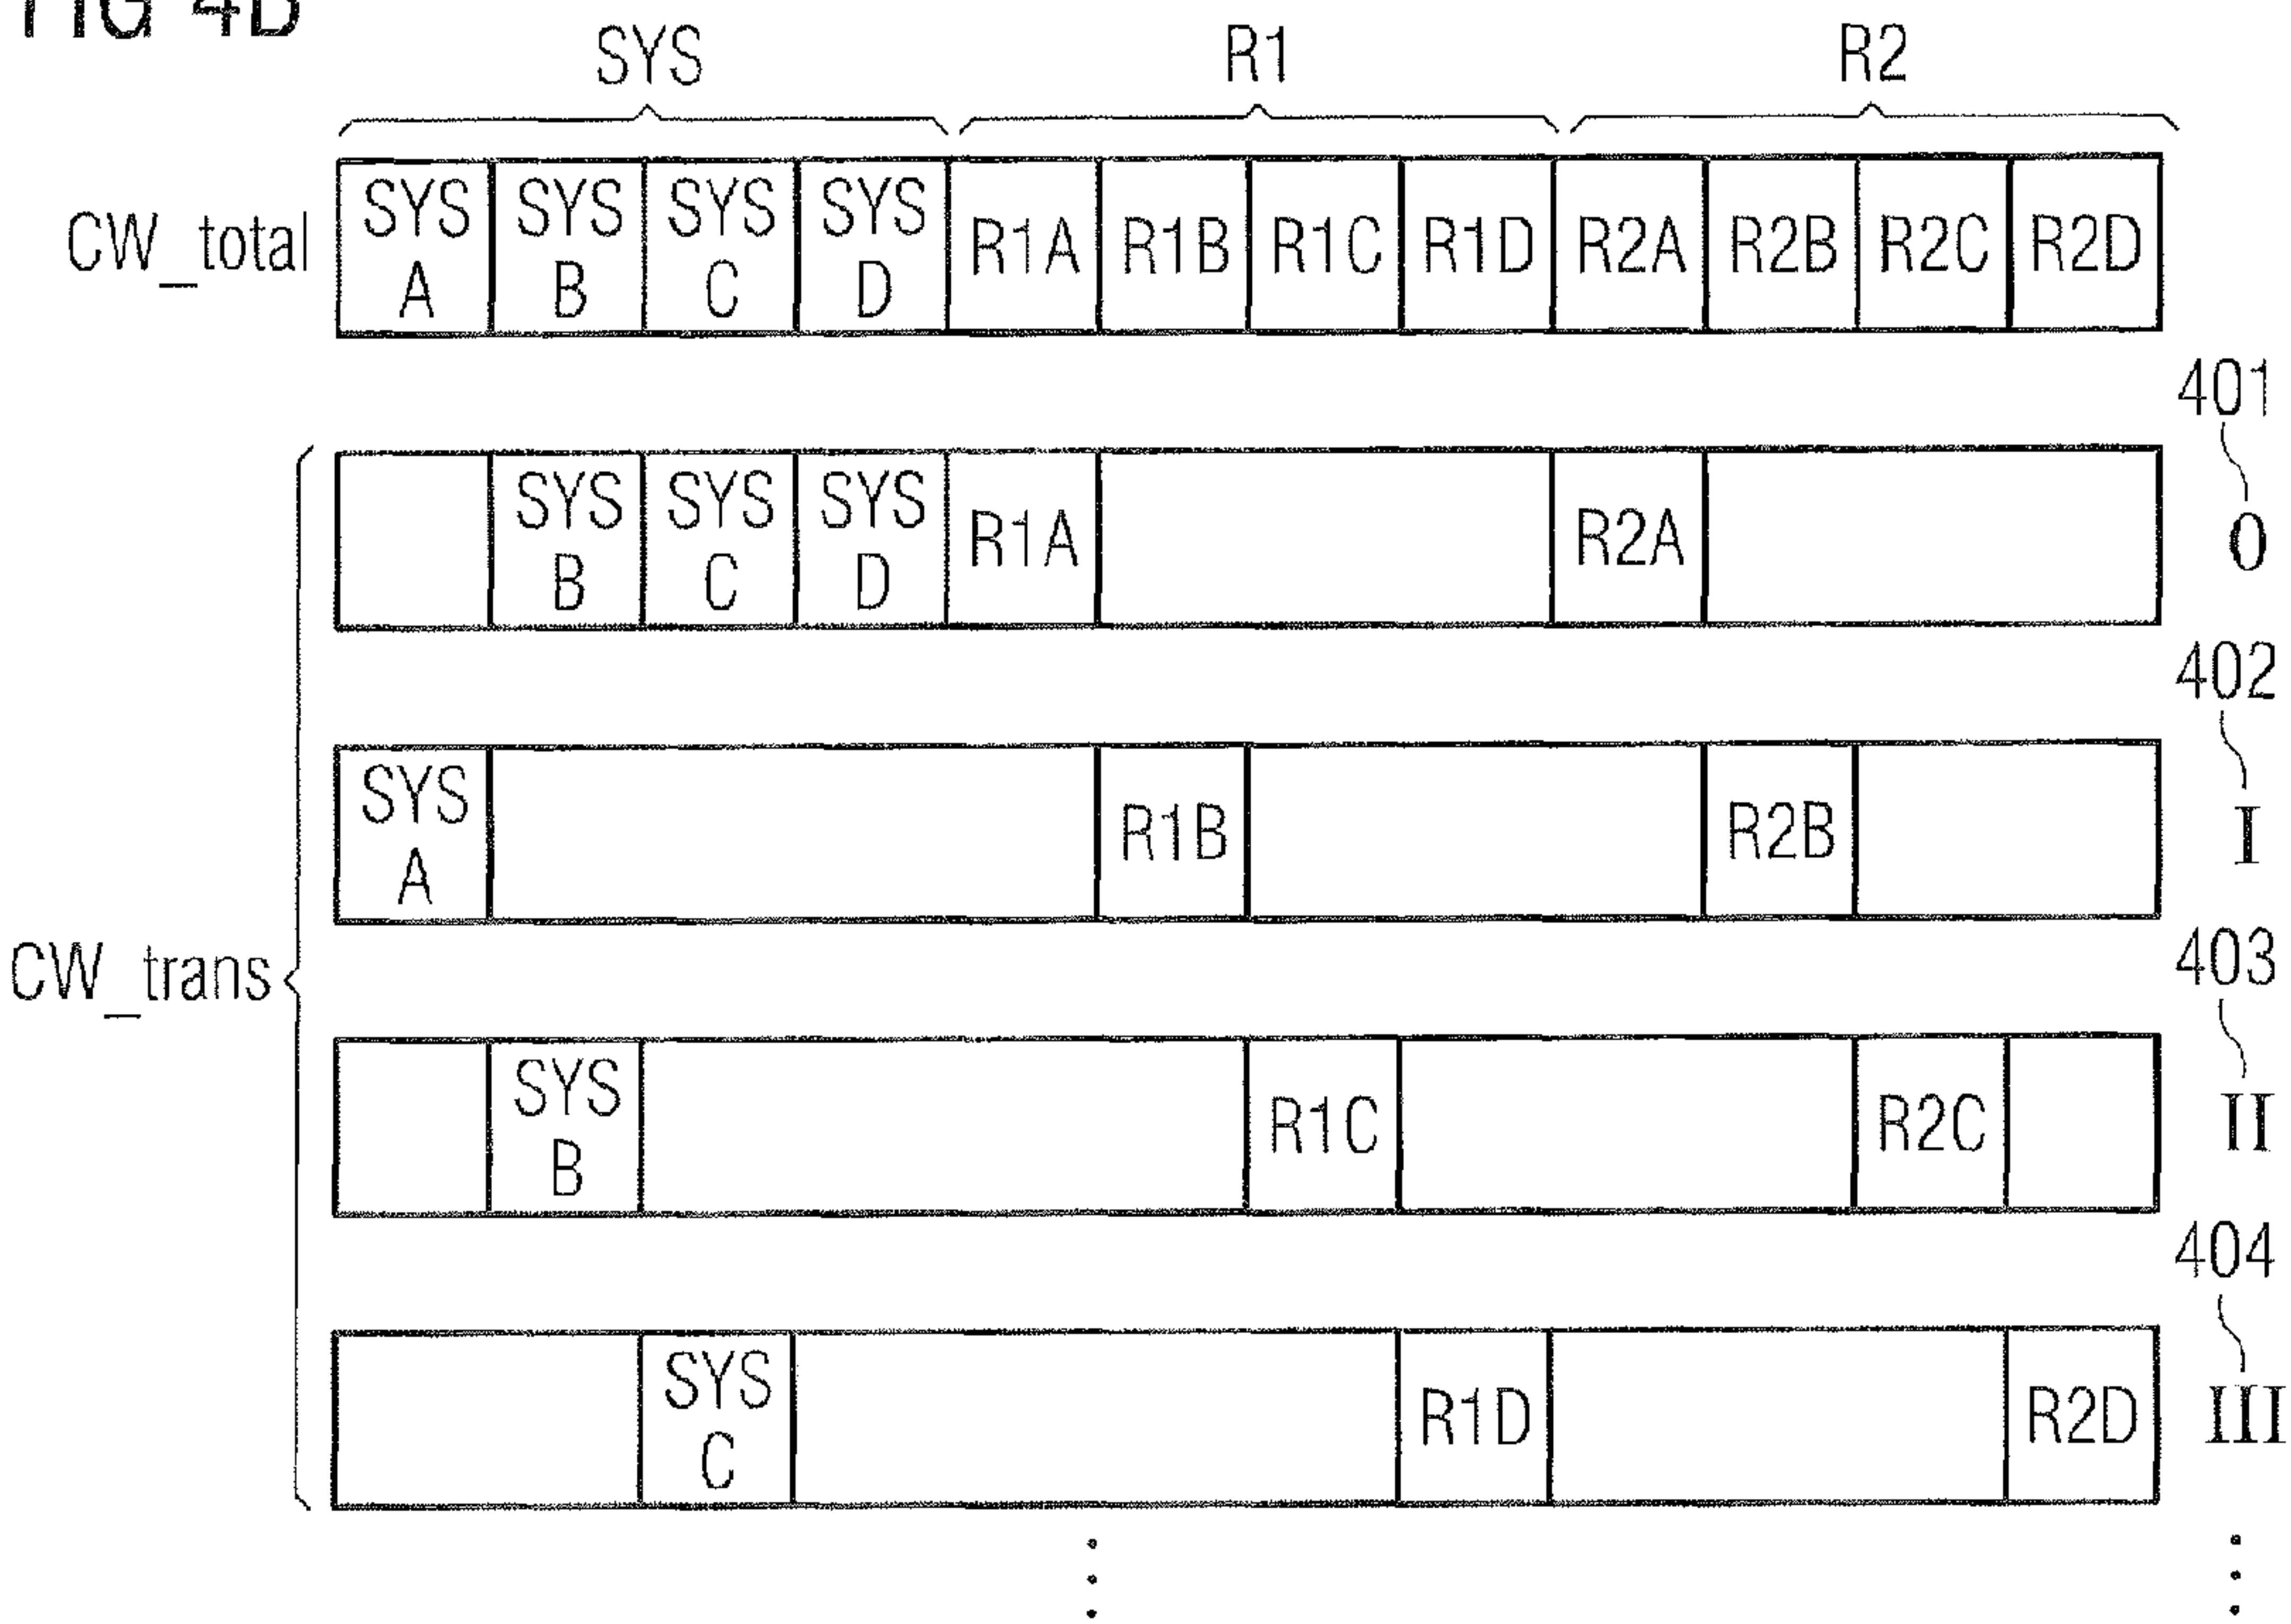 FIG 4B
SYS R1 R2
CW_total SYS A SYS B SYS C SYS D R1A R1B R1C R1D R2A R2B R2C R2D
401
SYS B SYS C SYS D R1A R2A 0
402
SYS A R1B R2B I
403
CW_trans
SYS B R1C R2C II
404
SYS C R1D R2D III